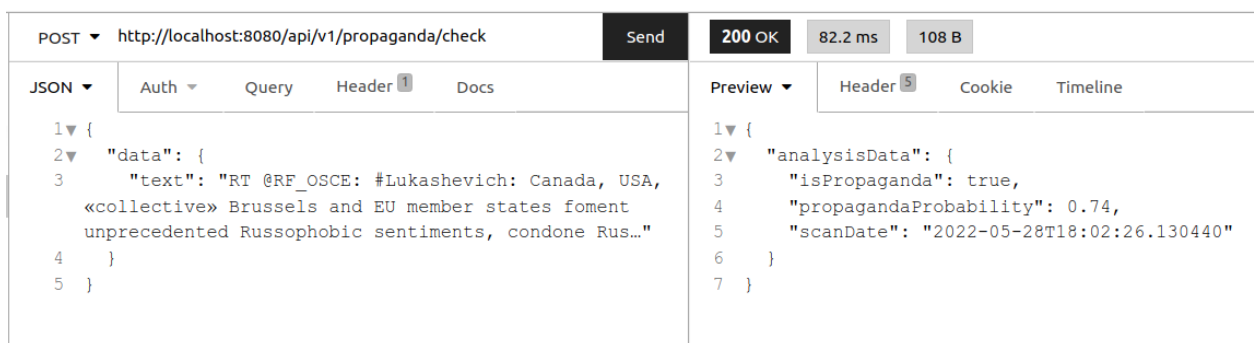 POST ▼ http://localhost:8080/api/v1/propaganda/check Send
JSON ▼ Auth ▼ Query Header 1 Docs
1▼ {
2▼ "data": {
3 "text": "RT @RF_OSCE: #Lukashevich: Canada, USA,
«collective» Brussels and EU member states foment
unprecedented Russophobic sentiments, condone Rus…"
4 }
5 }
200 OK 82.2 ms 108 B
Preview ▼ Header 5 Cookie Timeline
1▼ {
2▼ "analysisData": {
3 "isPropaganda": true,
4 "propagandaProbability": 0.74,
5 "scanDate": "2022-05-28T18:02:26.130440"
6 }
7 }